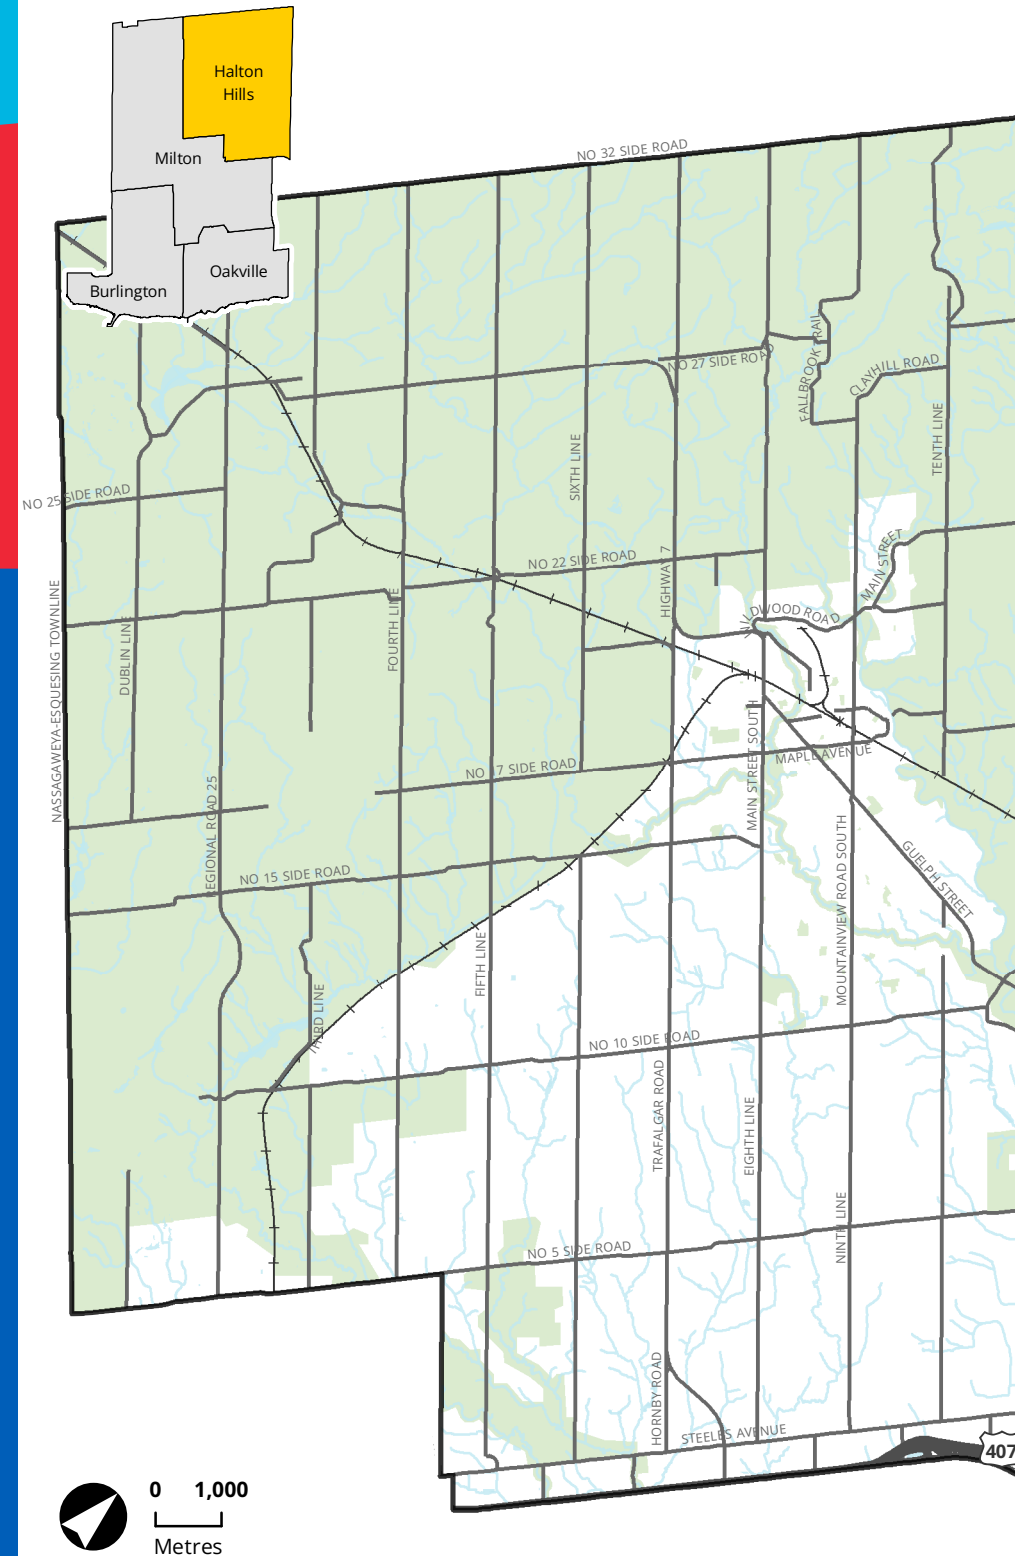 Halton
Hills
Milton
Oakville
Burlington
NO 32 SIDE ROAD
NO 27 SIDE ROAD
FALLBROOK TRAIL
CLAYHILL ROAD
TENTH LINE
SIXTH LINE
NO 25 SIDE ROAD
NO 22 SIDE ROAD
HIGHWAY 7
MAIN STREET
WILDWOOD ROAD
NASSAGAWEYA-ESQUESING TOWNLINE
DUBLIN LINE
FOURTH LINE
MAIN STREET SOUTH
MAPLE AVENUE
NO 17 SIDE ROAD
REGIONAL ROAD 25
MOUNTAINVIEW ROAD SOUTH
GUELPH STREET
NO 15 SIDE ROAD
FIFTH LINE
THIRD LINE
NO 10 SIDE ROAD
TRAFALGAR ROAD
EIGHTH LINE
NINTH LINE
NO 5 SIDE ROAD
HORNBY ROAD
STEELES AVENUE
407
0 1,000
Metres